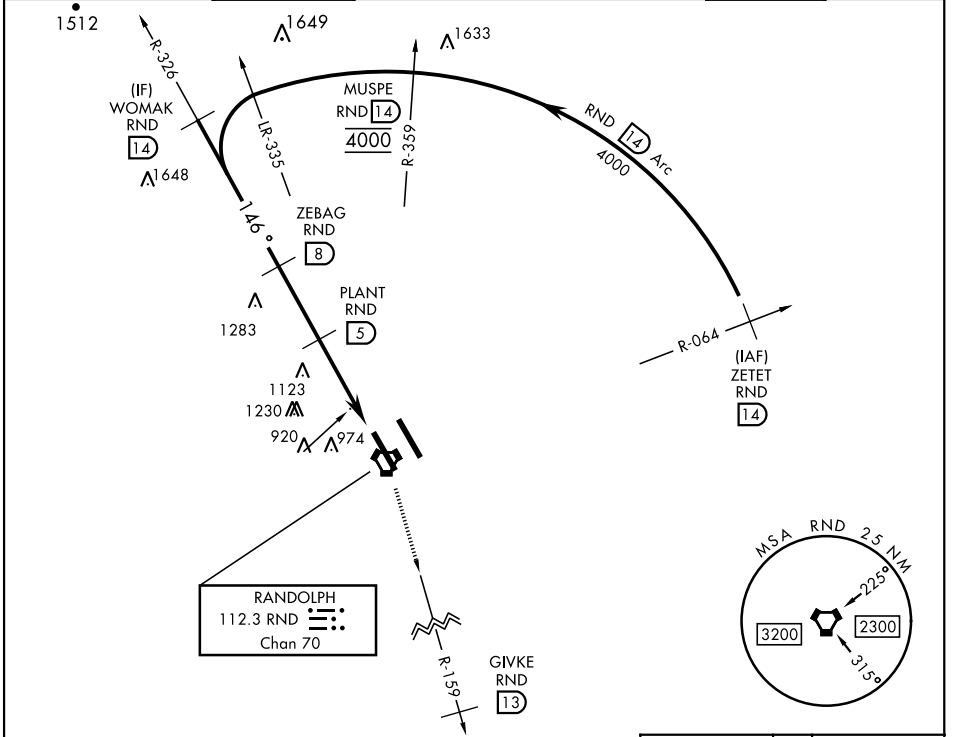 1512
R-326
1649
1633
(IF)
WOMAK
RND
14
1648
LR-335
MUSPE
RND 14
4000
R-359
RND 14 Arc
4000
146°
ZEBAG
RND
8
1283
PLANT
RND
5
R-064
(IAF)
ZETET
RND
14
1123
1230
920
974
RANDOLPH
112.3 RND
Chan 70
R-159
GIVKE
RND
13
MSA RND 25 NM
225°
3200
2300
315°